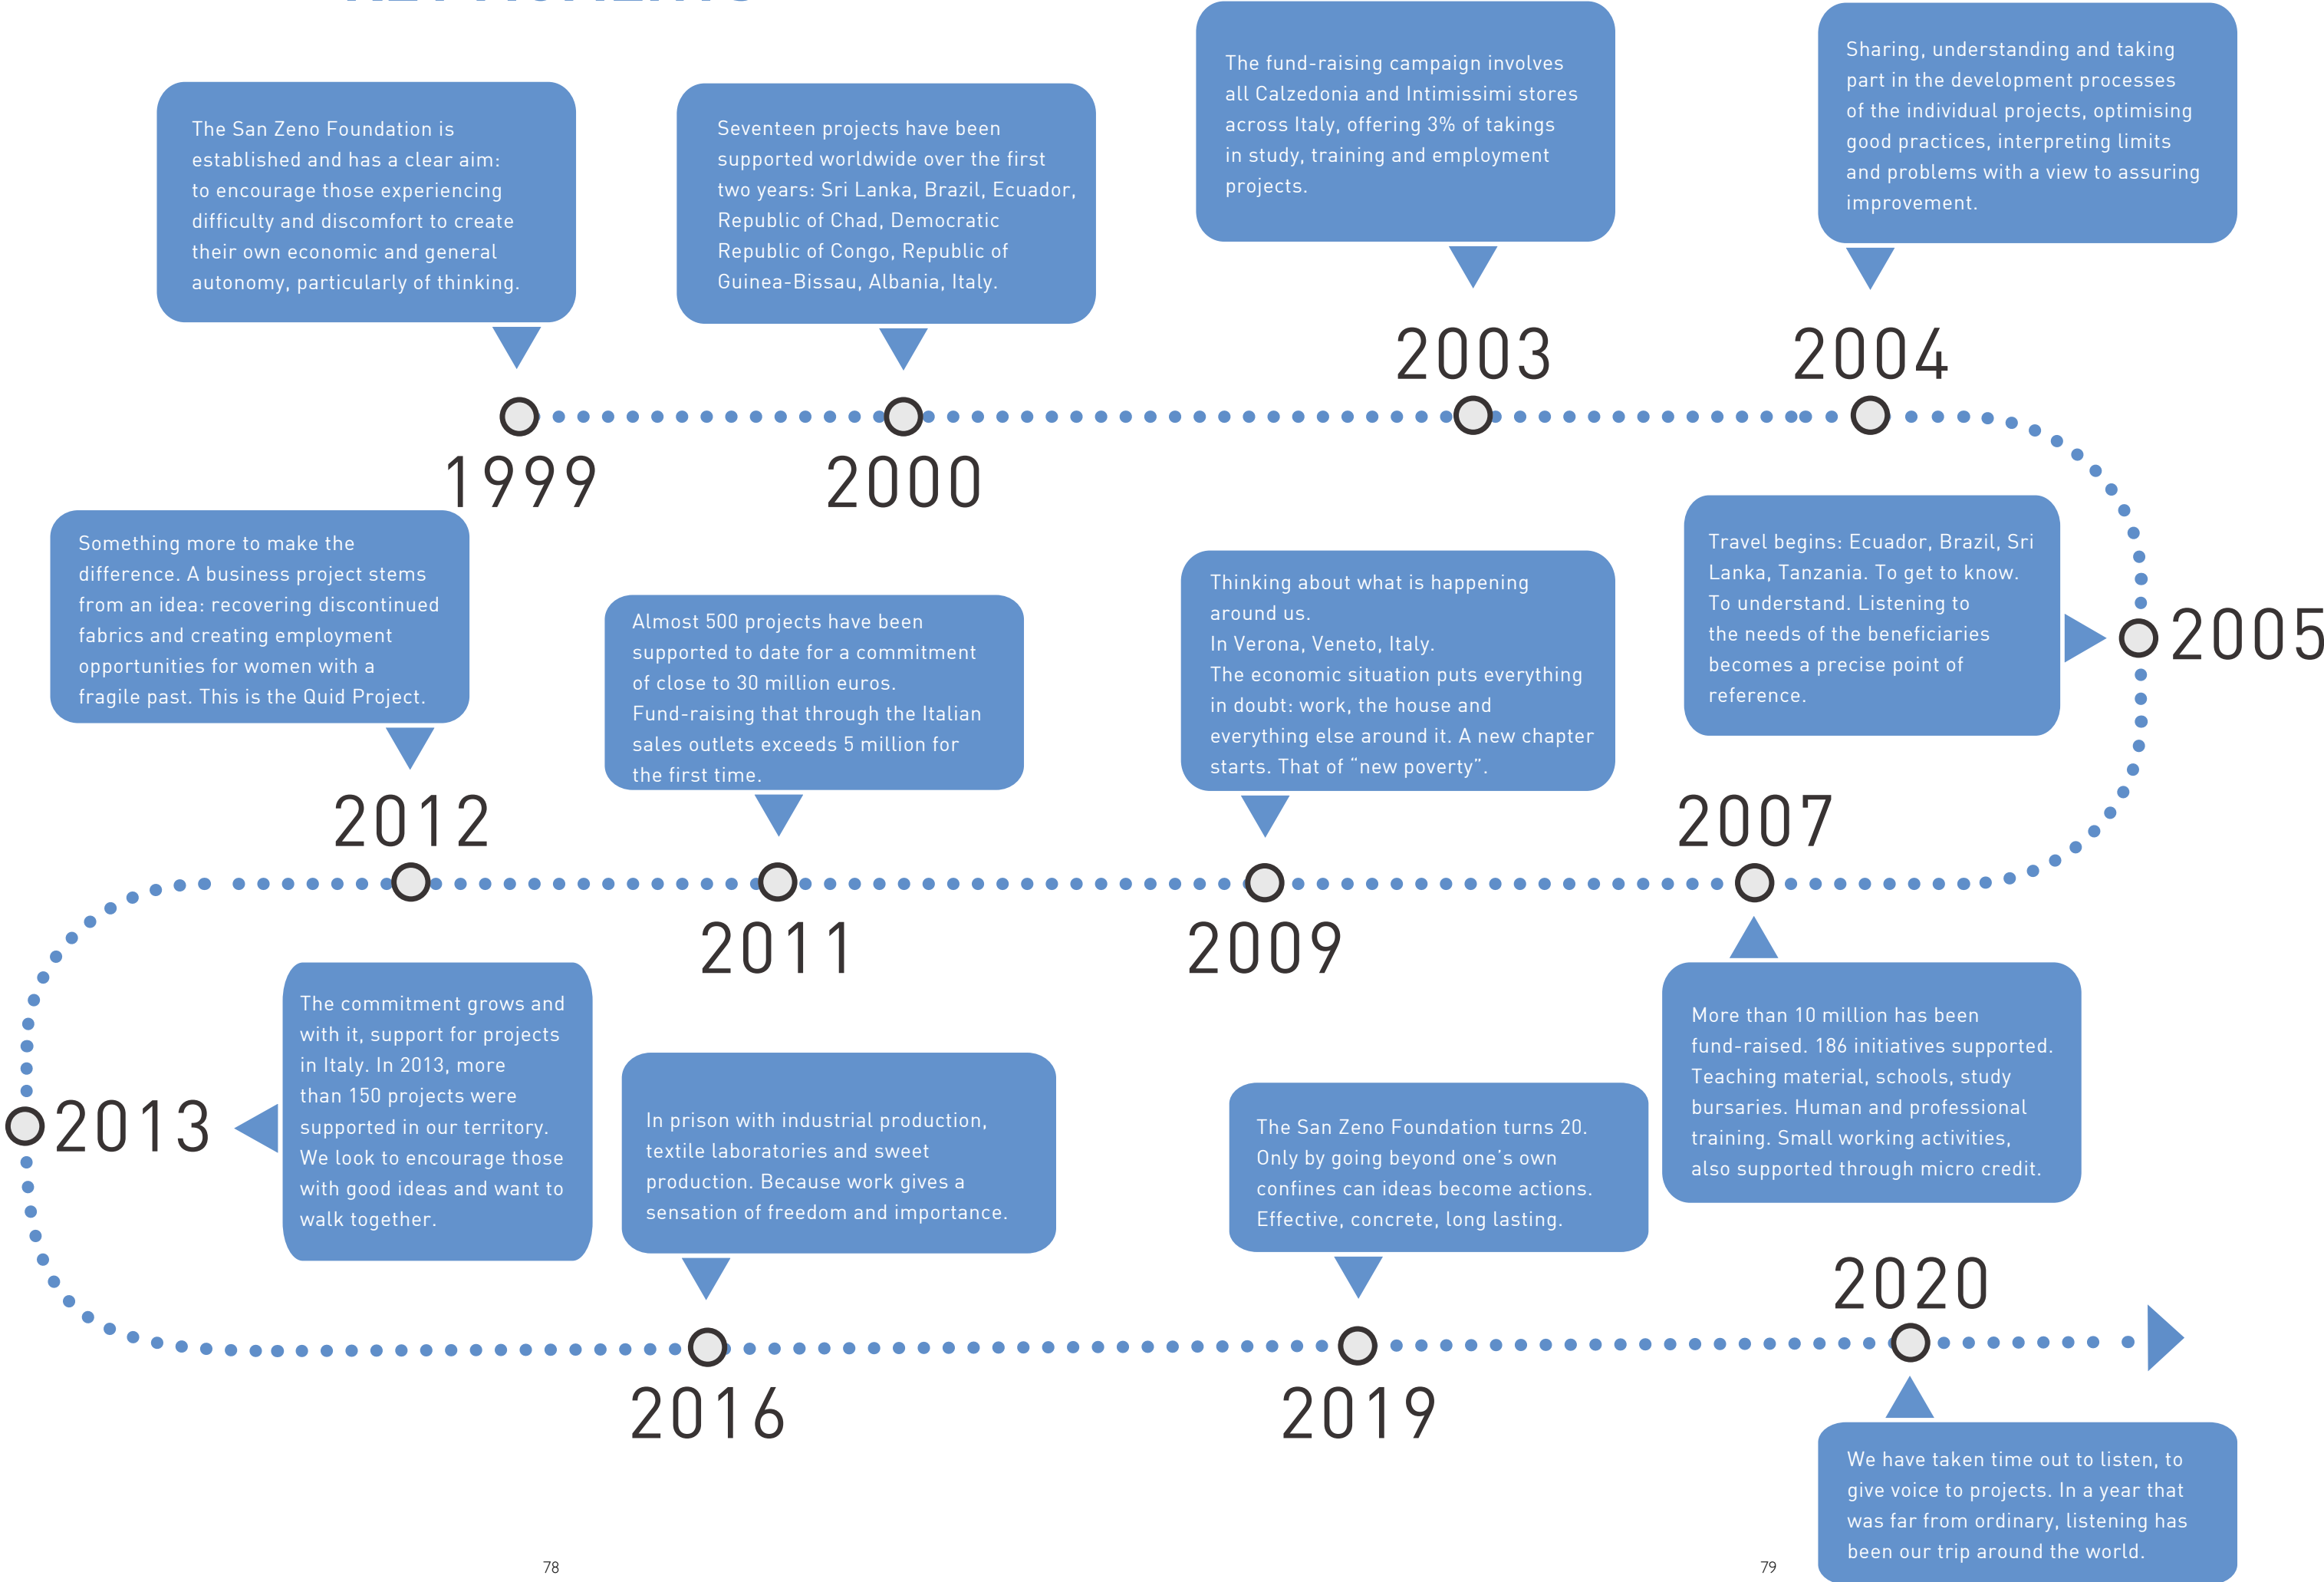 The San Zeno Foundation is
established and has a clear aim:
to encourage those experiencing
difficulty and discomfort to create
their own economic and general
autonomy, particularly of thinking.
1999
Seventeen projects have been
supported worldwide over the first
two years: Sri Lanka, Brazil, Ecuador,
Republic of Chad, Democratic
Republic of Congo, Republic of
Guinea-Bissau, Albania, Italy.
2000
The fund-raising campaign involves
all Calzedonia and Intimissimi stores
across Italy, offering 3% of takings
in study, training and employment
projects.
2003
Sharing, understanding and taking
part in the development processes
of the individual projects, optimising
good practices, interpreting limits
and problems with a view to assuring
improvement.
2004
Travel begins: Ecuador, Brazil, Sri
Lanka, Tanzania. To get to know.
To understand. Listening to
the needs of the beneficiaries
becomes a precise point of
reference.
2005
2007
More than 10 million has been
fund-raised. 186 initiatives supported.
Teaching material, schools, study
bursaries. Human and professional
training. Small working activities,
also supported through micro credit.
Thinking about what is happening
around us.
In Verona, Veneto, Italy.
The economic situation puts everything
in doubt: work, the house and
everything else around it. A new chapter
starts. That of “new poverty”.
2009
Almost 500 projects have been
supported to date for a commitment
of close to 30 million euros.
Fund-raising that through the Italian
sales outlets exceeds 5 million for
the first time.
2011
Something more to make the
difference. A business project stems
from an idea: recovering discontinued
fabrics and creating employment
opportunities for women with a
fragile past. This is the Quid Project.
2012
2013
The commitment grows and
with it, support for projects
in Italy. In 2013, more
than 150 projects were
supported in our territory.
We look to encourage those
with good ideas and want to
walk together.
In prison with industrial production,
textile laboratories and sweet
production. Because work gives a
sensation of freedom and importance.
2016
The San Zeno Foundation turns 20.
Only by going beyond one’s own
confines can ideas become actions.
Effective, concrete, long lasting.
2019
2020
We have taken time out to listen, to
give voice to projects. In a year that
was far from ordinary, listening has
been our trip around the world.
78
79